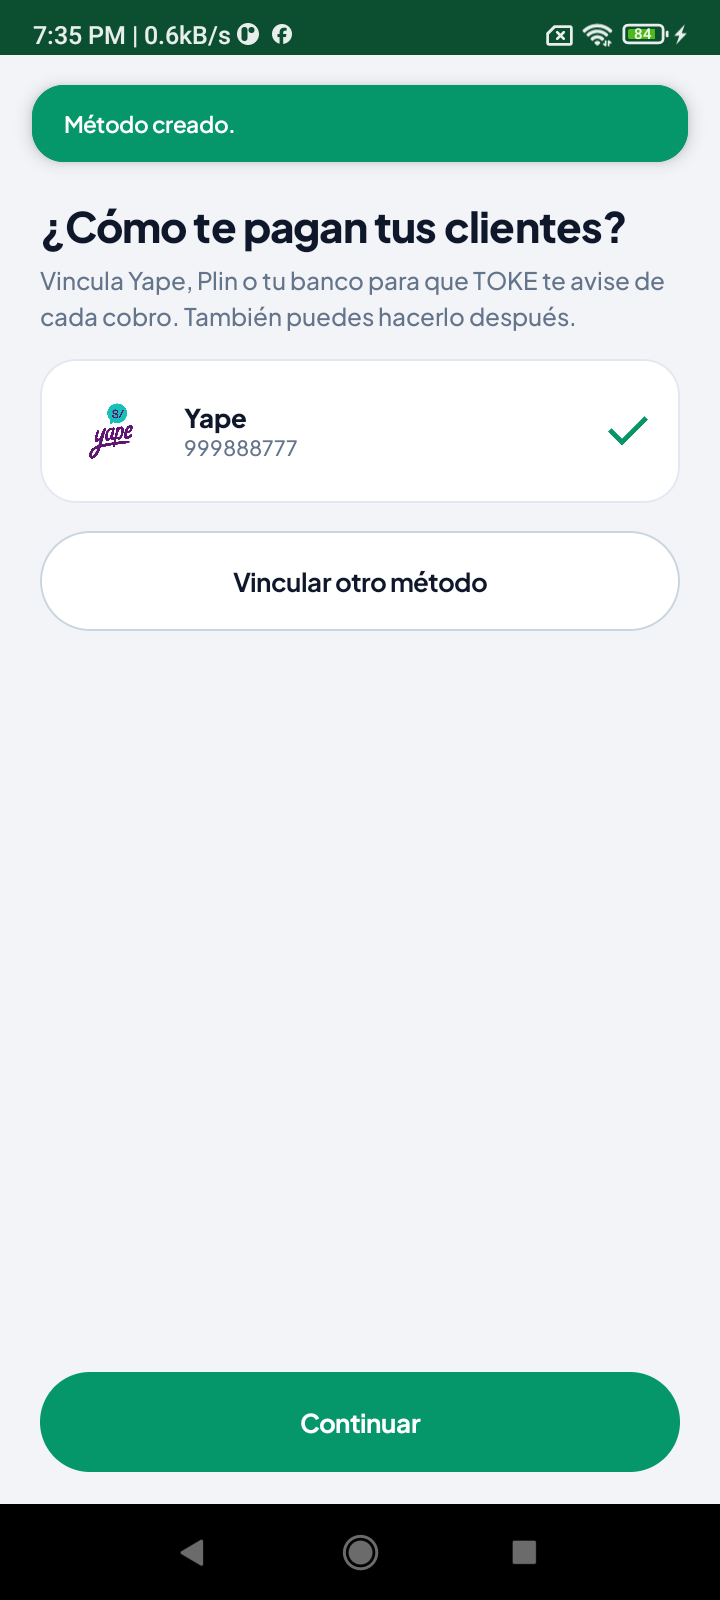 7:35 PM | 0.6kB/s
84
Método creado.
¿Cómo te pagan tus clientes?
Vincula Yape, Plin o tu banco para que TOKE te avise de
cada cobro. También puedes hacerlo después.
S/
yape
Yape
999888777
Vincular otro método
Continuar